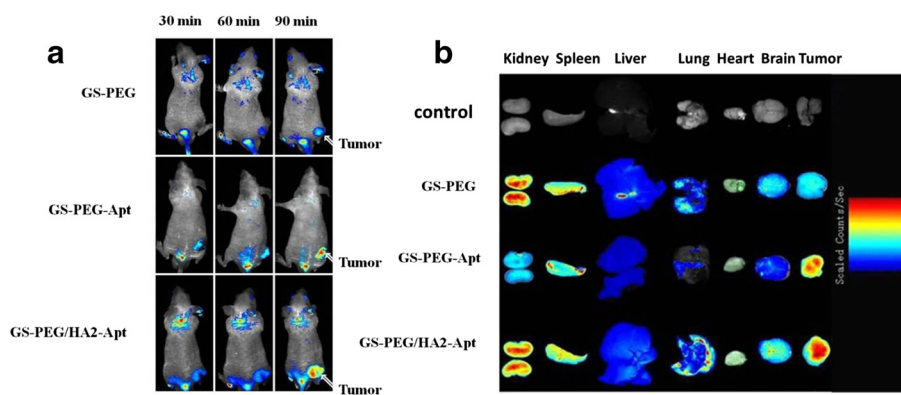 a
30 min 60 min 90 min
GS-PEG
Tumor
GS-PEG-Apt
Tumor
GS-PEG/HA2-Apt
Tumor
b
Kidney Spleen Liver Lung Heart Brain Tumor
control
GS-PEG
GS-PEG-Apt
GS-PEG/HA2-Apt
Scaled Counts/Sec